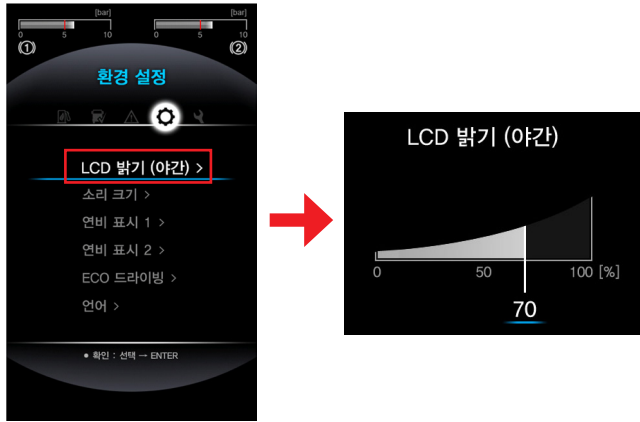 [bar] [bar]
0 5 10 0 5 10
(1) (2)
환경 설정
LCD 밝기 (야간) >
소리 크기 >
연비 표시 1 >
연비 표시 2 >
ECO 드라이빙 >
언어 >
● 확인 : 선택 → ENTER
LCD 밝기 (야간)
0 50 100 [%]
70